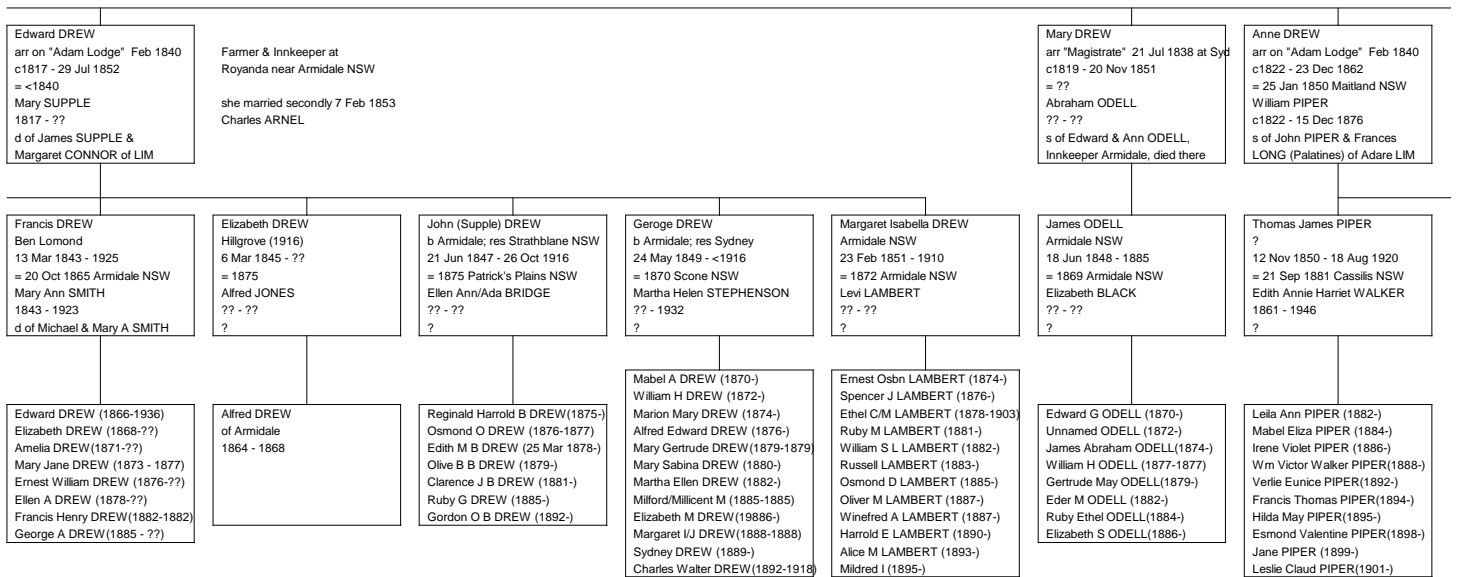 Edward DREW
arr on "Adam Lodge"  Feb 1840
c1817 - 29 Jul 1852
= <1840
Mary SUPPLE
1817 - ??
d of James SUPPLE &
Margaret CONNOR of LIM
Farmer & Innkeeper at
Royanda near Armidale NSW
she married secondly 7 Feb 1853
Charles ARNEL
Mary DREW
arr "Magistrate"  21 Jul 1838 at Syd
c1819 - 20 Nov 1851
= ??
Abraham ODELL
?? - ??
s of Edward & Ann ODELL,
Innkeeper Armidale, died there
Anne DREW
arr on "Adam Lodge"  Feb 1840
c1822 - 23 Dec 1862
= 25 Jan 1850 Maitland NSW
William PIPER
c1822 - 15 Dec 1876
s of John PIPER & Frances
LONG (Palatines) of Adare LIM
Francis DREW
Ben Lomond
13 Mar 1843 - 1925
= 20 Oct 1865 Armidale NSW
Mary Ann SMITH
1843 - 1923
d of Michael & Mary A SMITH
Elizabeth DREW
Hillgrove (1916)
6 Mar 1845 - ??
= 1875
Alfred JONES
?? - ??
?
John (Supple) DREW
b Armidale; res Strathblane NSW
21 Jun 1847 - 26 Oct 1916
= 1875 Patrick's Plains NSW
Ellen Ann/Ada BRIDGE
?? - ??
?
Geroge DREW
b Armidale; res Sydney
24 May 1849 - <1916
= 1870 Scone NSW
Martha Helen STEPHENSON
?? - 1932
?
Margaret Isabella DREW
Armidale NSW
23 Feb 1851 - 1910
= 1872 Armidale NSW
Levi LAMBERT
?? - ??
?
James ODELL
Armidale NSW
18 Jun 1848 - 1885
= 1869 Armidale NSW
Elizabeth BLACK
?? - ??
?
Thomas James PIPER
?
12 Nov 1850 - 18 Aug 1920
= 21 Sep 1881 Cassilis NSW
Edith Annie Harriet WALKER
1861 - 1946
?
Edward DREW (1866-1936)
Elizabeth DREW (1868-??)
Amelia DREW(1871-??)
Mary Jane DREW (1873 - 1877)
Ernest William DREW (1876-??)
Ellen A DREW (1878-??)
Francis Henry DREW(1882-1882)
George A DREW(1885 - ??)
Alfred DREW
of Armidale
1864 - 1868
Reginald Harrold B DREW(1875-)
Osmond O DREW (1876-1877)
Edith M B DREW (25 Mar 1878-)
Olive B B DREW (1879-)
Clarence J B DREW (1881-)
Ruby G DREW (1885-)
Gordon O B DREW (1892-)
Mabel A DREW (1870-)
William H DREW (1872-)
Marion Mary DREW (1874-)
Alfred Edward DREW (1876-)
Mary Gertrude DREW(1879-1879)
Mary Sabina DREW (1880-)
Martha Ellen DREW (1882-)
Milford/Millicent M (1885-1885)
Elizabeth M DREW(19886-)
Margaret I/J DREW(1888-1888)
Sydney DREW (1889-)
Charles Walter DREW(1892-1918)
Ernest Osbn LAMBERT (1874-)
Spencer J LAMBERT (1876-)
Ethel C/M LAMBERT (1878-1903)
Ruby M LAMBERT (1881-)
William S L LAMBERT (1882-)
Russell LAMBERT (1883-)
Osmond D LAMBERT (1885-)
Oliver M LAMBERT (1887-)
Winefred A LAMBERT (1887-)
Harrold E LAMBERT (1890-)
Alice M LAMBERT (1893-)
Mildred I (1895-)
Edward G ODELL (1870-)
Unnamed ODELL (1872-)
James Abraham ODELL(1874-)
William H ODELL (1877-1877)
Gertrude May ODELL(1879-)
Eder M ODELL (1882-)
Ruby Ethel ODELL(1884-)
Elizabeth S ODELL(1886-)
Leila Ann PIPER (1882-)
Mabel Eliza PIPER (1884-)
Irene Violet PIPER (1886-)
Wm Victor Walker PIPER(1888-)
Verlie Eunice PIPER(1892-)
Francis Thomas PIPER(1894-)
Hilda May PIPER(1895-)
Esmond Valentine PIPER(1898-)
Jane PIPER (1899-)
Leslie Claud PIPER(1901-)